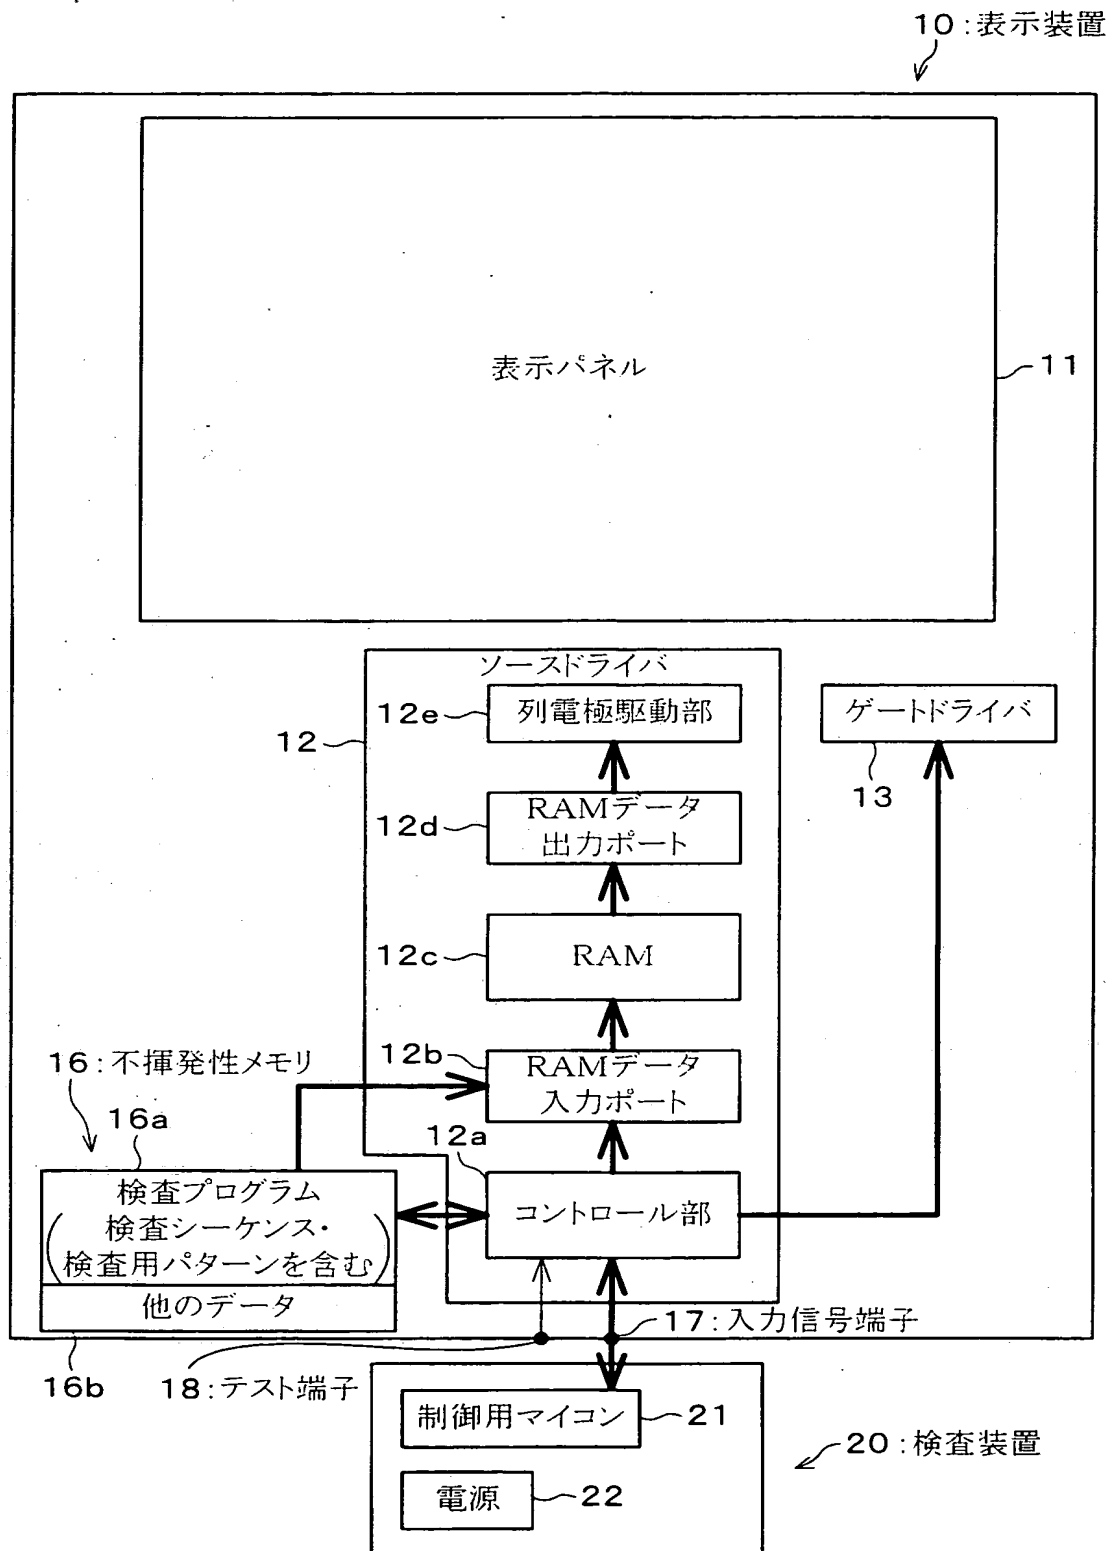 10:表示装置
表示パネル
11
ソースドライバ
12e
列電極駆動部
ゲートドライバ
12
13
12d
RAMデータ
出力ポート
12c
RAM
12b
RAMデータ
入力ポート
16:不揮発性メモリ
16a
12a
検査プログラム
検査シーケンス・
検査用パターンを含む
コントロール部
他のデータ
17:入力信号端子
16b
18:テスト端子
制御用マイコン
21
20:検査装置
電源
22